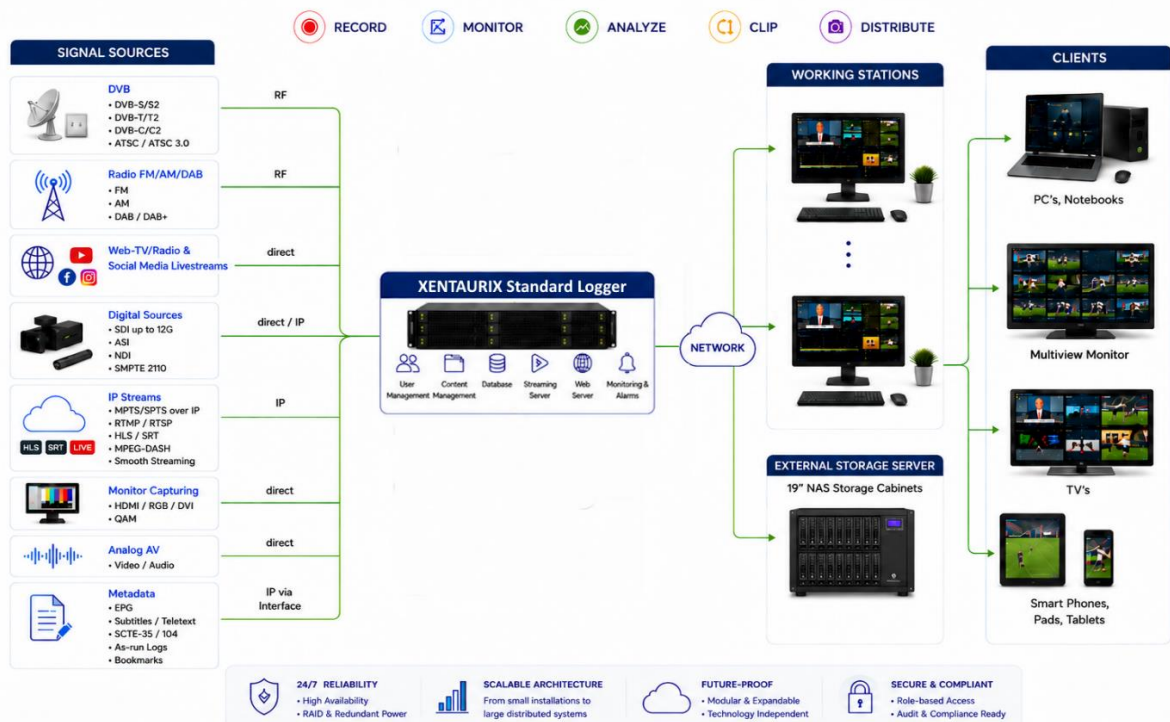 RECORD
MONITOR
ANALYZE
CLIP
DISTRIBUTE
SIGNAL SOURCES
DVB
• DVB-S/S2
• DVB-T/T2
• DVB-C/C2
• ATSC / ATSC 3.0
RF
Radio FM/AM/DAB
• FM
• AM
• DAB / DAB+
RF
Web-TV/Radio &
Social Media Livestreams
direct
Digital Sources
• SDI up to 12G
• ASI
• NDI
• SMPTE 2110
direct / IP
IP Streams
• MPTS/SPTS over IP
• RTMP / RTSP
• HLS / SRT
• MPEG-DASH
• Smooth Streaming
HLS
SRT
LIVE
IP
Monitor Capturing
• HDMI / RGB / DVI
• QAM
direct
Analog AV
• Video / Audio
direct
Metadata
• EPG
• Subtitles / Teletext
• SCTE-35 / 104
• As-run Logs
• Bookmarks
IP via
Interface
XENTAURIX Standard Logger
User
Management
Content
Management
Database
Streaming
Server
Web
Server
Monitoring &
Alarms
NETWORK
WORKING STATIONS
EXTERNAL STORAGE SERVER
19" NAS Storage Cabinets
CLIENTS
PC's, Notebooks
Multiview Monitor
TV's
Smart Phones,
Pads, Tablets
24/7 RELIABILITY
• High Availability
• RAID & Redundant Power
SCALABLE ARCHITECTURE
From small installations to
large distributed systems
FUTURE-PROOF
• Modular & Expandable
• Technology Independent
SECURE & COMPLIANT
• Role-based Access
• Audit & Compliance Ready